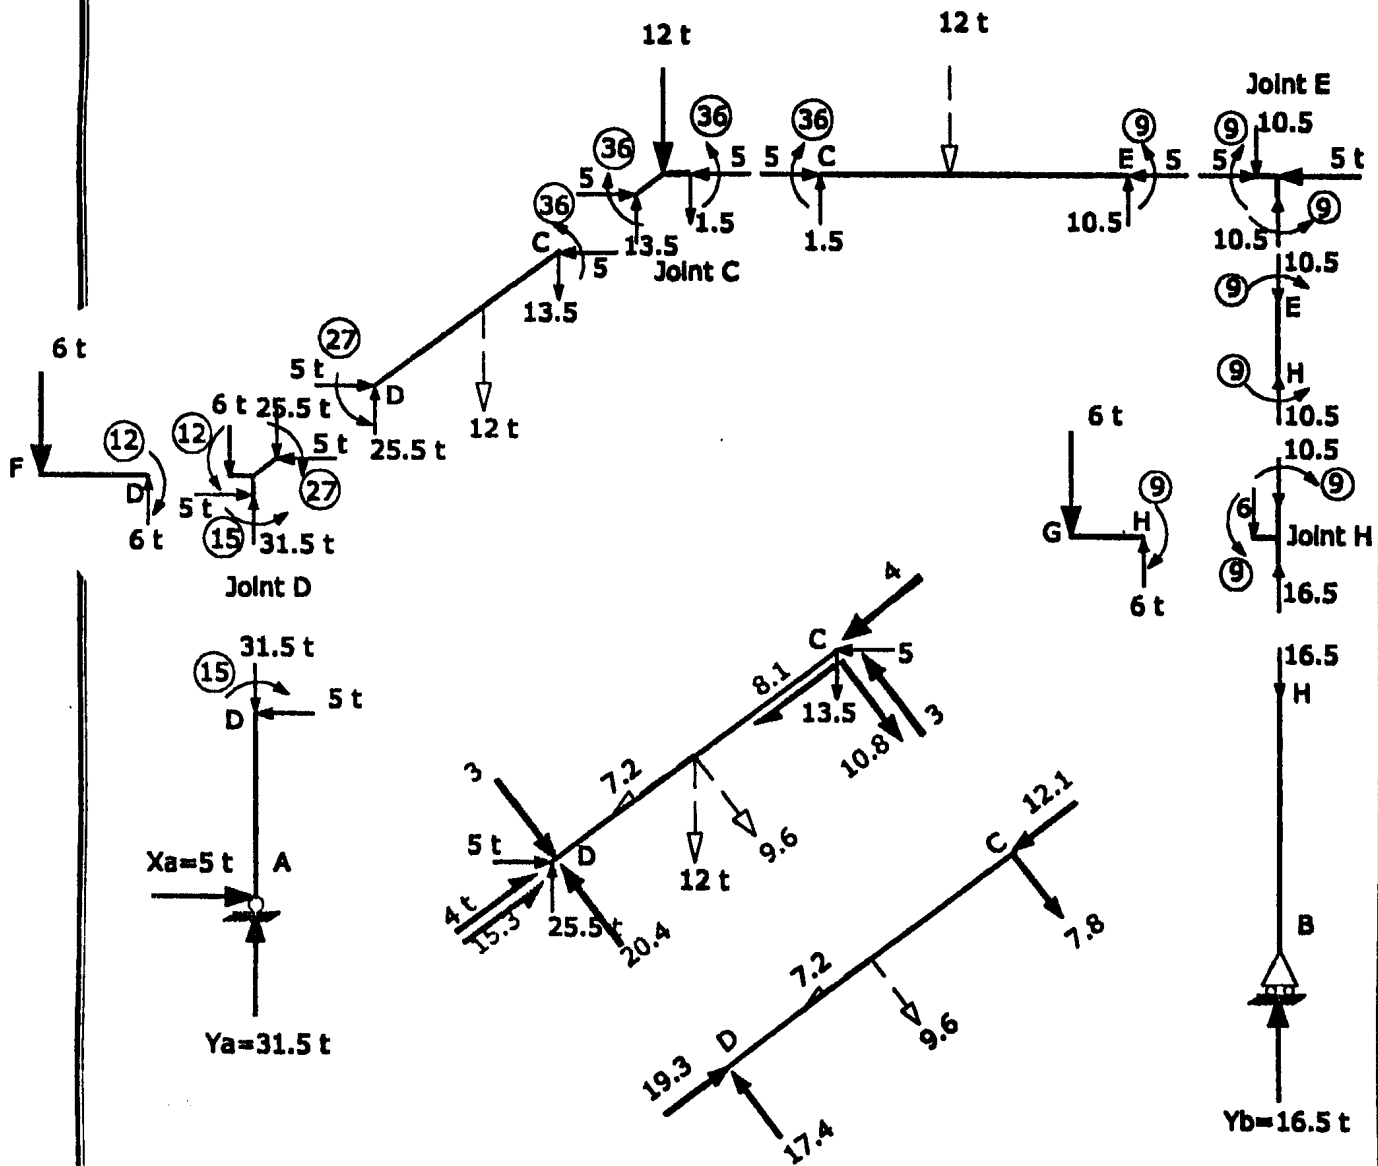 12 t
12 t
Joint E
10.5
36
36
36
9
9
5
5
C
E
5
5
5 t
36
5
1.5
1.5
10.5
10.5
9
C
5
13.5
Joint C
13.5
10.5
9
E
27
5 t
D
25.5 t
12 t
9
H
10.5
6 t
F
12
D
6 t
6 t
25.5 t
12
5 t
27
5 t
15
31.5 t
Joint D
6 t
G
H
9
6 t
10.5
9
6
Joint H
9
16.5
31.5 t
15
D
5 t
Xa=5 t
A
Ya=31.5 t
4
C
5
8.1
13.5
10.8
3
3
7.2
5 t
D
12 t
9.6
4 t
15.3
25.5 t
20.4
12.1
C
7.8
7.2
9.6
D
19.3
17.4
16.5
H
B
Yb=16.5 t